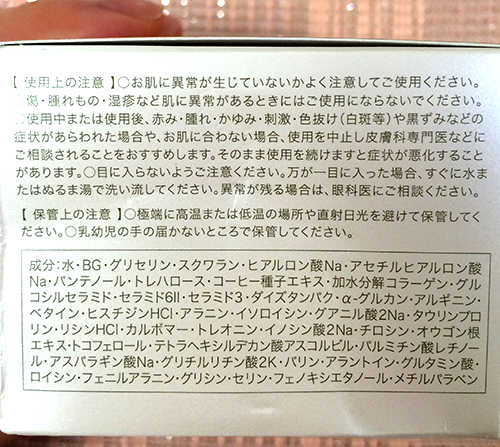 【 使用上の注意 】○お肌に異常が生じていないかよく注意してご使用ください。
傷・腫れもの・湿疹など肌に異常があるときにはご使用にならないでください。
○使用中または使用後、赤み・腫れ・かゆみ・刺激・色抜け(白斑等)や黒ずみなどの
症状があらわれた場合や、お肌に合わない場合、使用を中止し皮膚科専門医などに
ご相談されることをおすすめします。そのまま使用を続けますと症状が悪化することが
があります。○目に入らないようご注意ください。万が一目に入った場合、すぐに水ま
たはぬるま湯で洗い流してください。異常が残る場合は、眼科医にご相談ください。
【 保管上の注意 】○極端に高温または低温の場所や直射日光を避けて保管してく
ださい。○乳幼児の手の届かないところで保管してください。
成分:水・BG・グリセリン・スクワラン・ヒアルロン酸Na・アセチルヒアルロン酸
Na・パンテノール・トレハロース・コーヒー種子エキス・加水分解コラーゲン・グル
コシルセラミド・セラミド6II・セラミド3・ダイズタンパク・α-グルカン・アルギニン・
ベタイン・ヒスチジンHCl・アラニン・イソロイシン・グアニル酸2Na・タウリンプロ
リン・リシンHCl・カルボマー・トレオニン・イノシン酸2Na・チロシン・オウゴン根
エキス・トコフェロール・テトラヘキシルデカン酸アスコルビル・パルミチン酸レチノー
ル・アスパラギン酸Na・グリチルリチン酸2K・バリン・アラントイン・グルタミン酸・
ロイシン・フェニルアラニン・グリシン・セリン・フェノキシエタノール・メチルパラベン